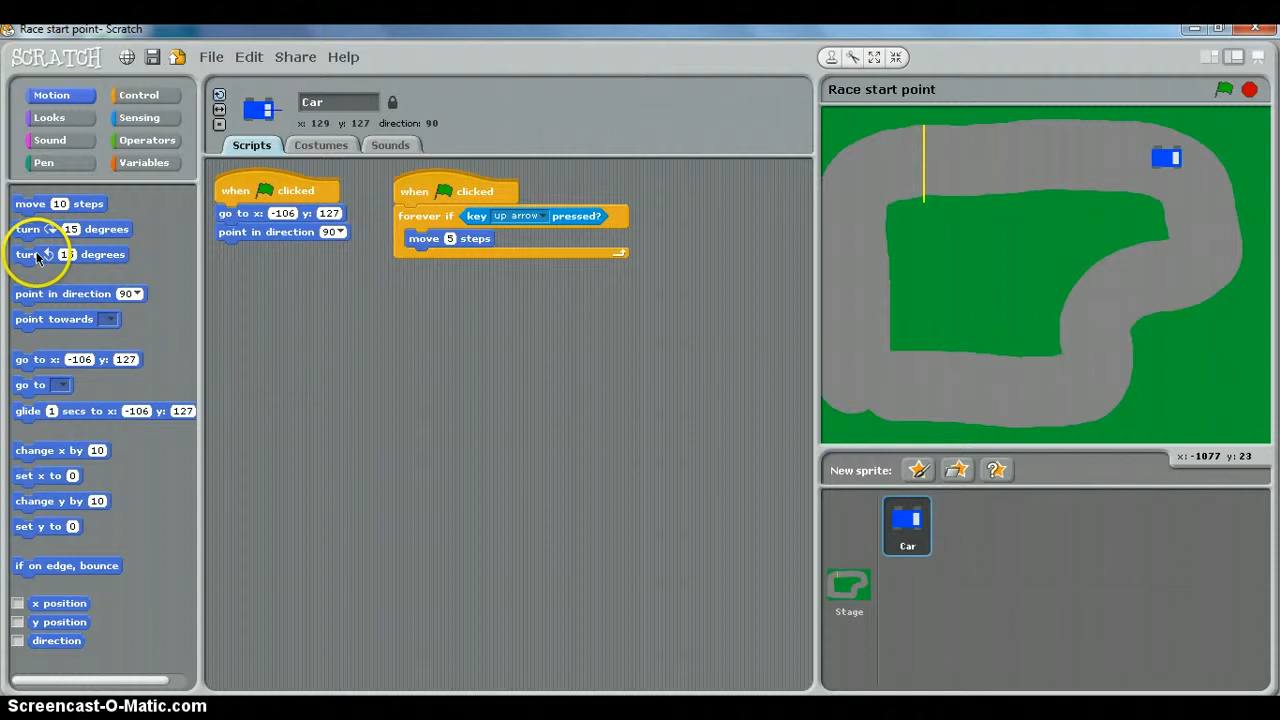 Race start point- Scratch
SCRATCH
File Edit Share Help
Motion
Control
Looks
Sensing
Sound
Operators
Pen
Variables
move 10 steps
turn 15 degrees
turn 15 degrees
point in direction 90
point towards
go to x: -106 y: 127
go to
glide 1 secs to x: -106 y: 127
change x by 10
set x to 0
change y by 10
set y to 0
if on edge, bounce
x position
y position
direction
Car
x: 129 y: 127 direction: 90
Scripts
Costumes
Sounds
when clicked
go to x: -106 y: 127
point in direction 90
when clicked
forever if key up arrow pressed?
move 5 steps
Race start point
x: -1077 y: 23
New sprite:
Car
Stage
Screencast-O-Matic.com